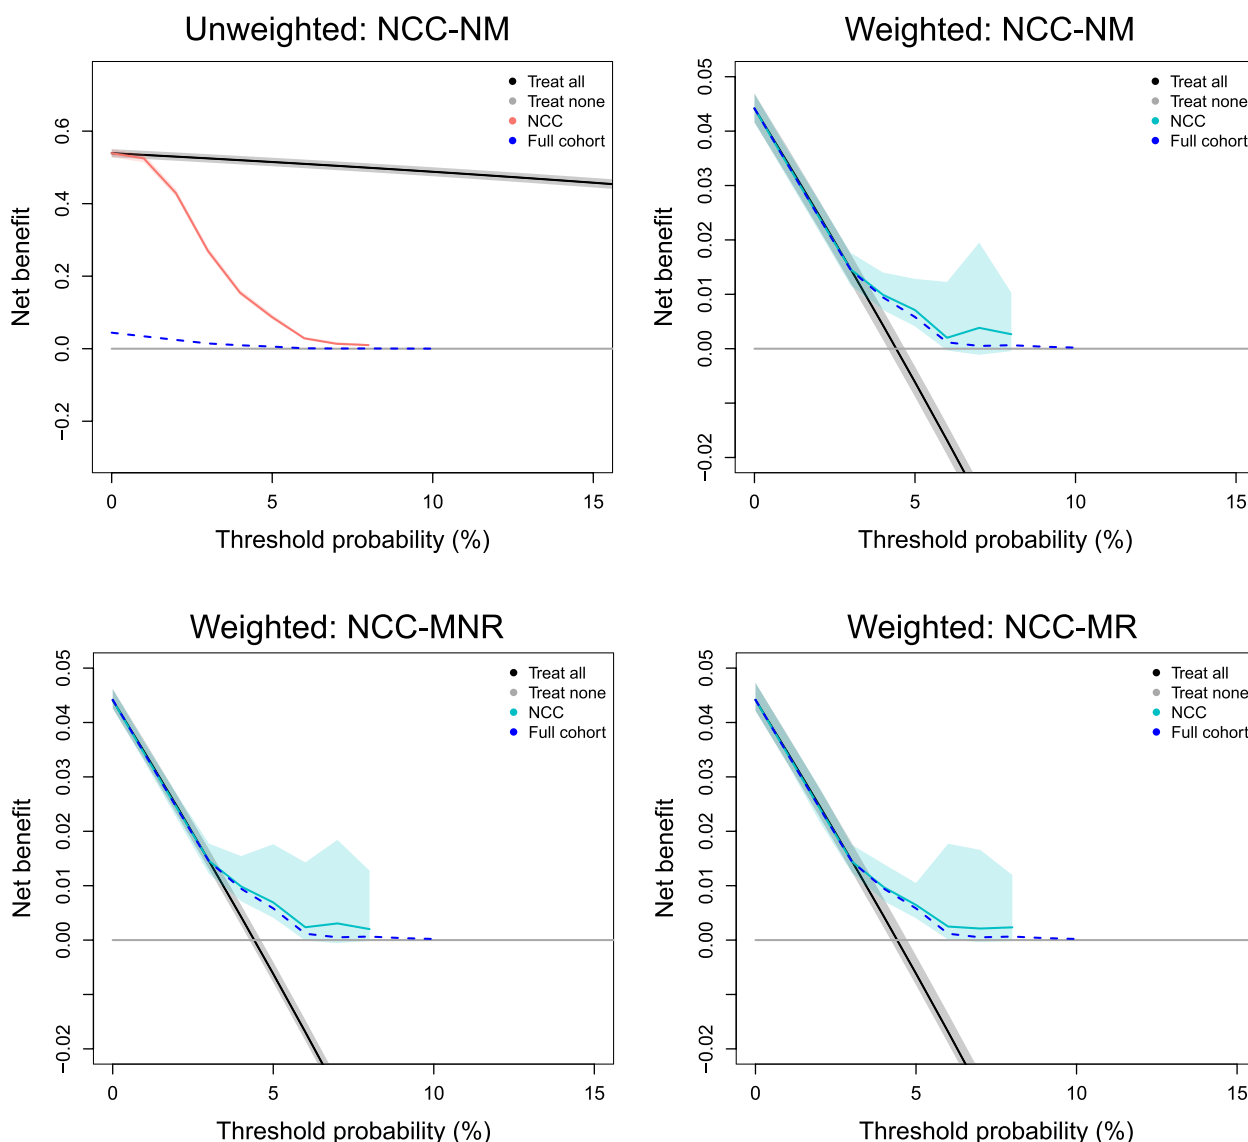 Unweighted: NCC-NM
Treat all
Treat none
NCC
Full cohort
Net benefit
0.6
0.4
0.2
0.0
−0.2
0 5 10 15
Threshold probability (%)
Weighted: NCC-NM
Treat all
Treat none
NCC
Full cohort
Net benefit
0.05
0.03
0.02
0.01
0.00
−0.02
0 5 10 15
Threshold probability (%)
Weighted: NCC-MNR
Treat all
Treat none
NCC
Full cohort
Net benefit
0.05
0.04
0.03
0.02
0.01
0.00
−0.02
0 5 10 15
Threshold probability (%)
Weighted: NCC-MR
Treat all
Treat none
NCC
Full cohort
Net benefit
0.05
0.04
0.03
0.02
0.01
0.00
−0.02
0 5 10 15
Threshold probability (%)